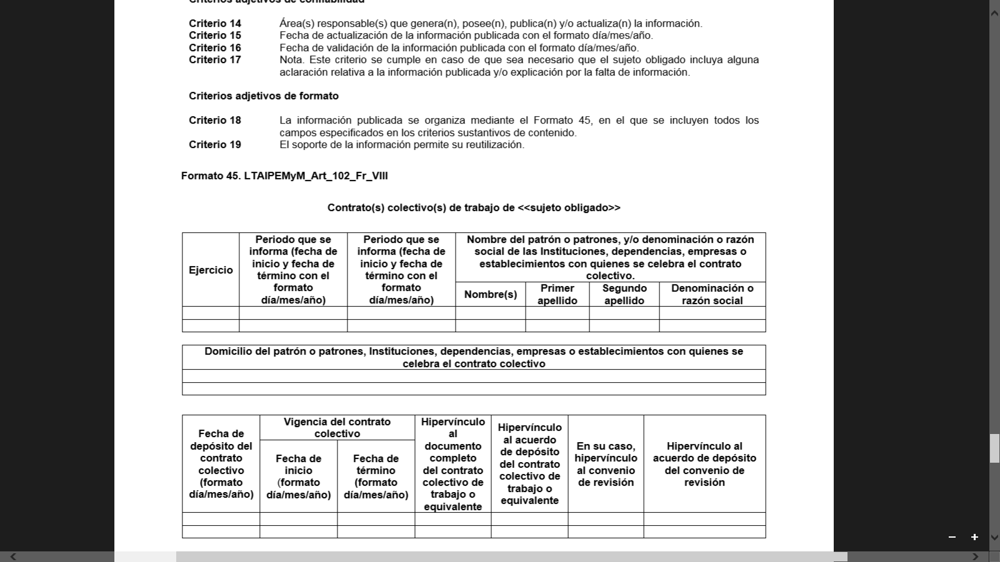 Criterios adjetivos de confiabilidad
Criterio 14 Área(s) responsable(s) que genera(n), posee(n), publica(n) y/o actualiza(n) la información.
Criterio 15 Fecha de actualización de la información publicada con el formato día/mes/año.
Criterio 16 Fecha de validación de la información publicada con el formato día/mes/año.
Criterio 17 Nota. Este criterio se cumple en caso de que sea necesario que el sujeto obligado incluya alguna
aclaración relativa a la información publicada y/o explicación por la falta de información.
Criterios adjetivos de formato
Criterio 18 La información publicada se organiza mediante el Formato 45, en el que se incluyen todos los
campos especificados en los criterios sustantivos de contenido.
Criterio 19 El soporte de la información permite su reutilización.
Formato 45. LTAIPEMyM_Art_102_Fr_VIII
Contrato(s) colectivo(s) de trabajo de <<sujeto obligado>>
Ejercicio
Periodo que se
informa (fecha de
inicio y fecha de
término con el
formato
día/mes/año)
Periodo que se
informa (fecha de
inicio y fecha de
término con el
formato
día/mes/año)
Nombre del patrón o patrones, y/o denominación o razón
social de las Instituciones, dependencias, empresas o
establecimientos con quienes se celebra el contrato
colectivo.
Nombre(s)
Primer
apellido
Segundo
apellido
Denominación o
razón social
Domicilio del patrón o patrones, Instituciones, dependencias, empresas o establecimientos con quienes se
celebra el contrato colectivo
Fecha de
depósito del
contrato
colectivo
(formato
día/mes/año)
Vigencia del contrato
colectivo
Fecha de
inicio
(formato
día/mes/año)
Fecha de
término
(formato
día/mes/año)
Hipervínculo
al
documento
completo
del contrato
colectivo de
trabajo o
equivalente
Hipervínculo
al acuerdo
de depósito
del contrato
colectivo de
trabajo o
equivalente
En su caso,
hipervínculo
al convenio
de revisión
Hipervínculo al
acuerdo de depósito
del convenio de
revisión